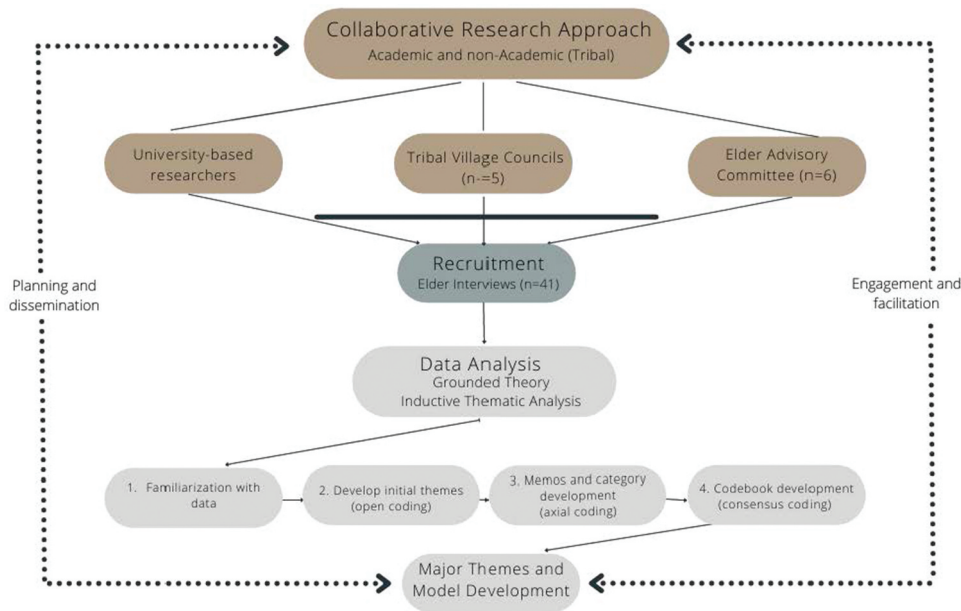 Collaborative Research Approach
Academic and non-Academic (Tribal)
University-based
researchers
Tribal Village Councils
(n-=5)
Elder Advisory
Committee (n=6)
Recruitment
Elder Interviews (n=41)
Planning and
dissemination
Engagement and
facilitation
Data Analysis
Grounded Theory
Inductive Thematic Analysis
1. Familiarization with
data
2. Develop initial themes
(open coding)
3. Memos and category
development
(axial coding)
4. Codebook development
(consensus coding)
Major Themes and
Model Development